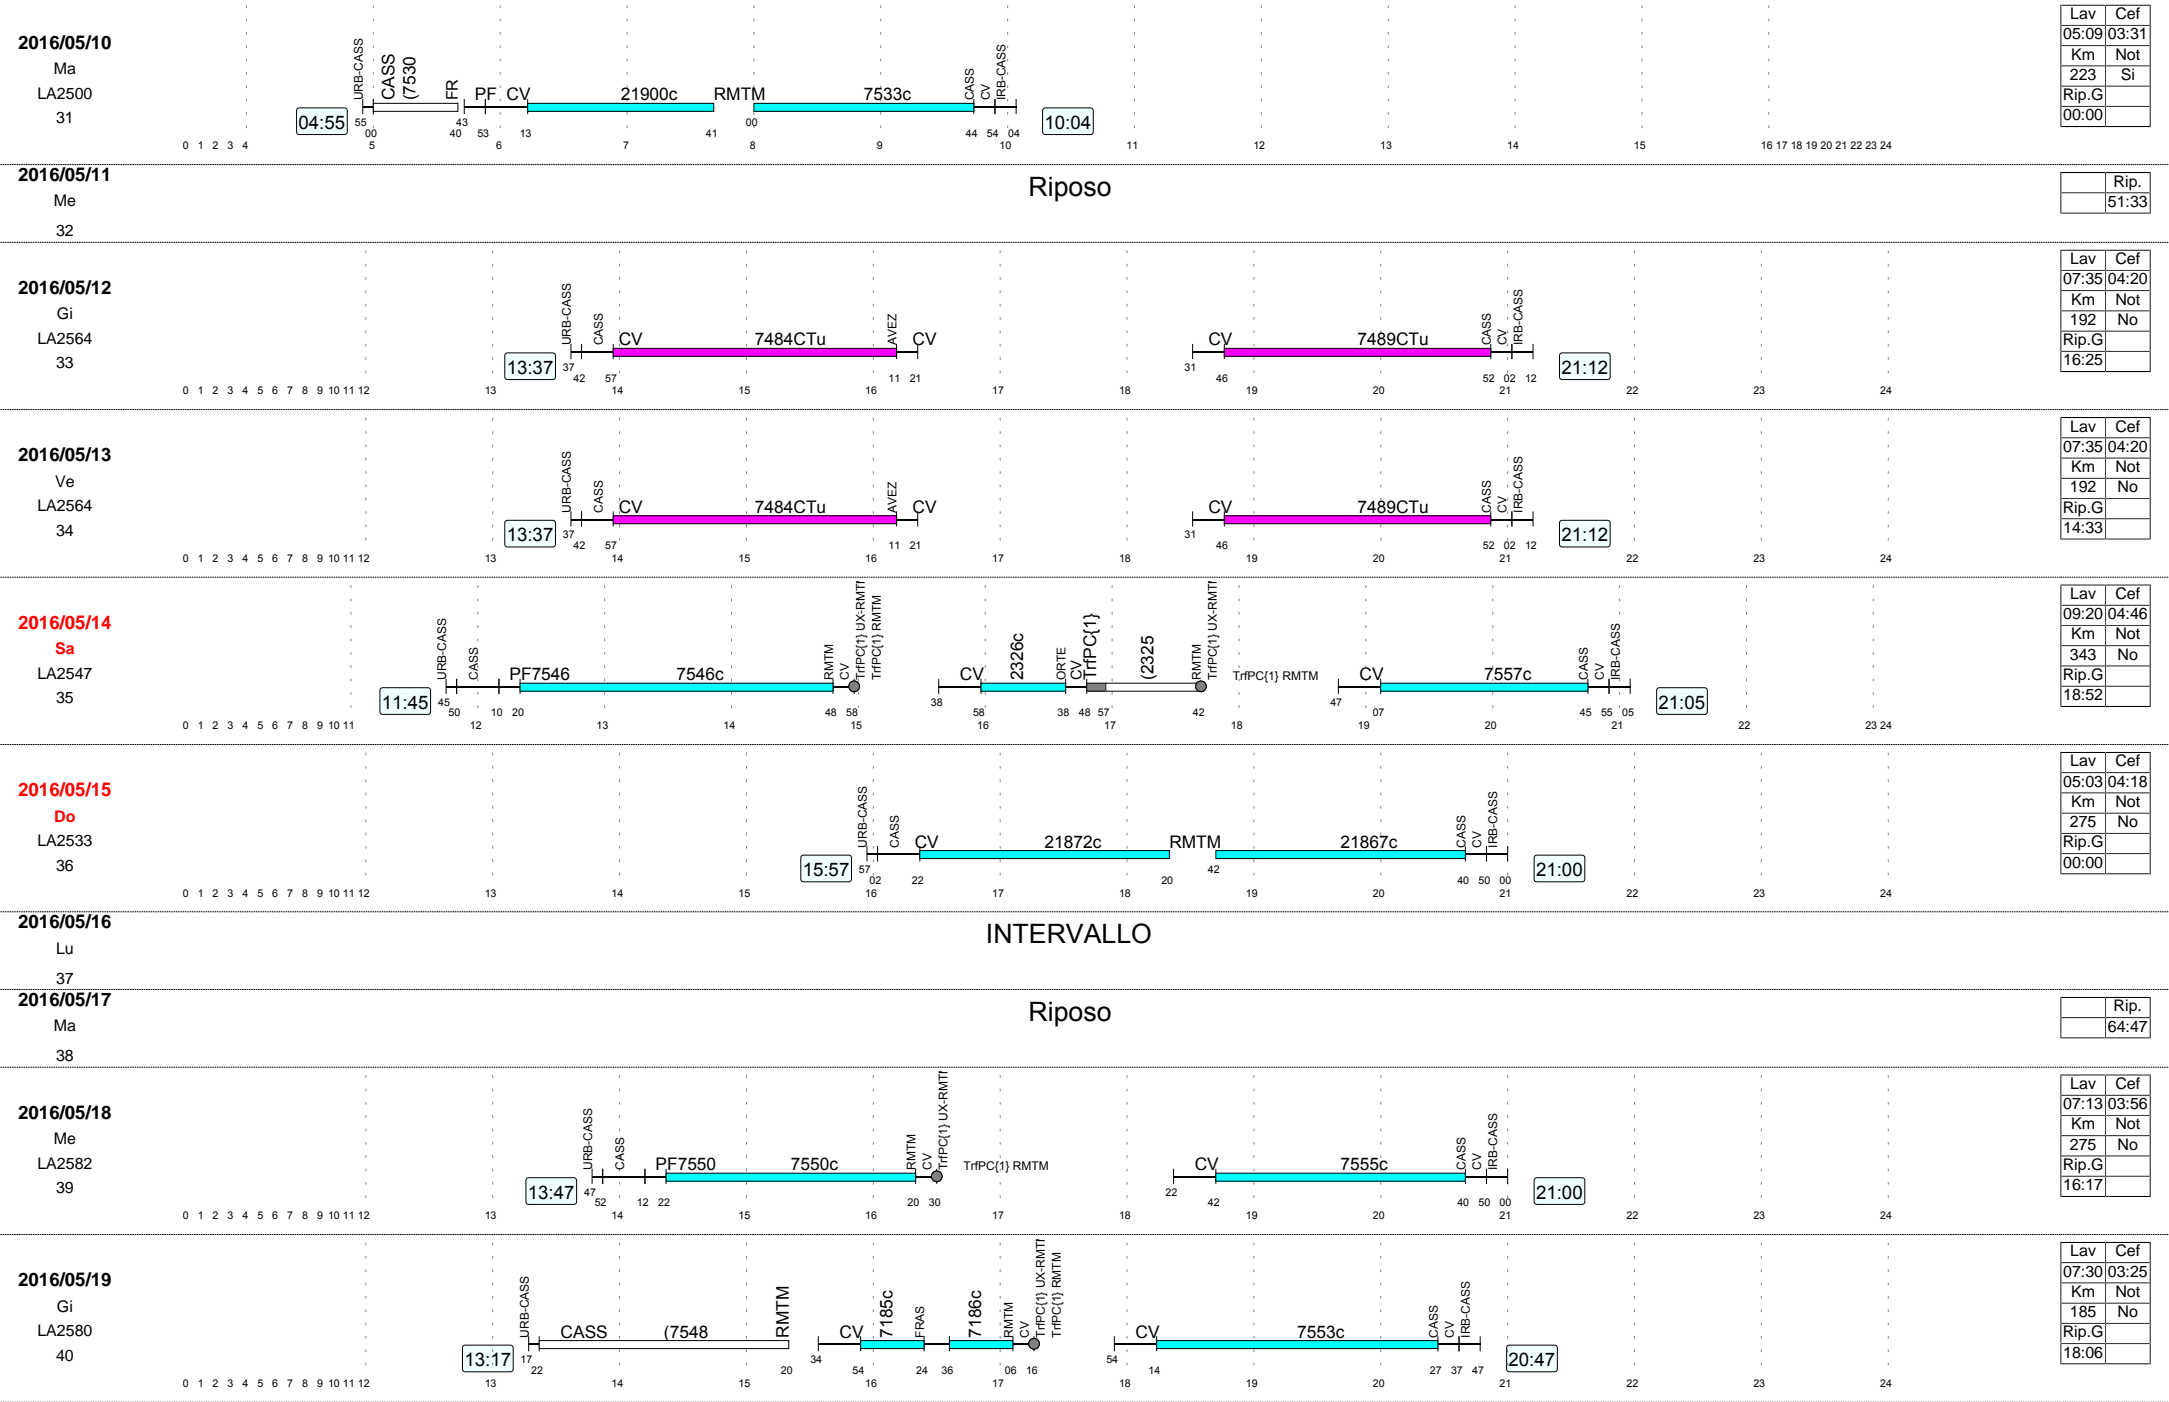 2016/05/10
Ma
LA2500
31
04:55
URB-CASS
CASS
(7530
FR
PF
CV
21900c
RMTM
7533c
CASS
CV
IRB-CASS
10:04
55 00 40 43 53 13 41 00 44 54 04
0 1 2 3 4 5 6 7 8 9 10 11 12 13 14 15 16 17 18 19 20 21 22 23 24
Lav Cef
05:09 03:31
Km Not
223 Si
Rip.G
00:00
2016/05/11
Me
32
Riposo
Rip.
51:33
2016/05/12
Gi
LA2564
33
13:37
URB-CASS
CASS
CV
7484CTu
AVEZ
CV
CV
7489CTu
CASS
CV
IRB-CASS
21:12
37 42 57 11 21 31 46 52 02 12
0 1 2 3 4 5 6 7 8 9 10 11 12 13 14 15 16 17 18 19 20 21 22 23 24
Lav Cef
07:35 04:20
Km Not
192 No
Rip.G
16:25
2016/05/13
Ve
LA2564
34
13:37
URB-CASS
CASS
CV
7484CTu
AVEZ
CV
CV
7489CTu
CASS
CV
IRB-CASS
21:12
37 42 57 11 21 31 46 52 02 12
0 1 2 3 4 5 6 7 8 9 10 11 12 13 14 15 16 17 18 19 20 21 22 23 24
Lav Cef
07:35 04:20
Km Not
192 No
Rip.G
14:33
2016/05/14
Sa
LA2547
35
11:45
URB-CASS
CASS
PF7546
7546c
RMTM
CV
TrfPC{1} UX-RMTM
TrfPC{1} RMTM
CV
2326c
ORTE
CV
TrfPC{1}
(2325
RMTM
TrfPC{1} UX-RMTM
TrfPC{1} RMTM
CV
7557c
CASS
CV
IRB-CASS
21:05
45 50 10 20 48 58 38 58 38 48 57 42 47 07 45 55 05
0 1 2 3 4 5 6 7 8 9 10 11 12 13 14 15 16 17 18 19 20 21 22 23 24
Lav Cef
09:20 04:46
Km Not
343 No
Rip.G
18:52
2016/05/15
Do
LA2533
36
15:57
URB-CASS
CASS
CV
21872c
RMTM
21867c
CASS
CV
IRB-CASS
21:00
57 02 22 20 42 40 50 00
0 1 2 3 4 5 6 7 8 9 10 11 12 13 14 15 16 17 18 19 20 21 22 23 24
Lav Cef
05:03 04:18
Km Not
275 No
Rip.G
00:00
2016/05/16
Lu
37
INTERVALLO
2016/05/17
Ma
38
Riposo
Rip.
64:47
2016/05/18
Me
LA2582
39
13:47
URB-CASS
CASS
PF7550
7550c
RMTM
CV
TrfPC{1} UX-RMTM
TrfPC{1} RMTM
CV
7555c
CASS
CV
IRB-CASS
21:00
47 52 12 22 20 30 22 42 40 50 00
0 1 2 3 4 5 6 7 8 9 10 11 12 13 14 15 16 17 18 19 20 21 22 23 24
Lav Cef
07:13 03:56
Km Not
275 No
Rip.G
16:17
2016/05/19
Gi
LA2580
40
13:17
URB-CASS
CASS
(7548
RMTM
CV
7185c
FRAS
7186c
RMTM
CV
TrfPC{1} UX-RMTM
TrfPC{1} RMTM
CV
7553c
CASS
CV
IRB-CASS
20:47
17 22 20 34 54 24 36 06 16 54 14 27 37 47
0 1 2 3 4 5 6 7 8 9 10 11 12 13 14 15 16 17 18 19 20 21 22 23 24
Lav Cef
07:30 03:25
Km Not
185 No
Rip.G
18:06